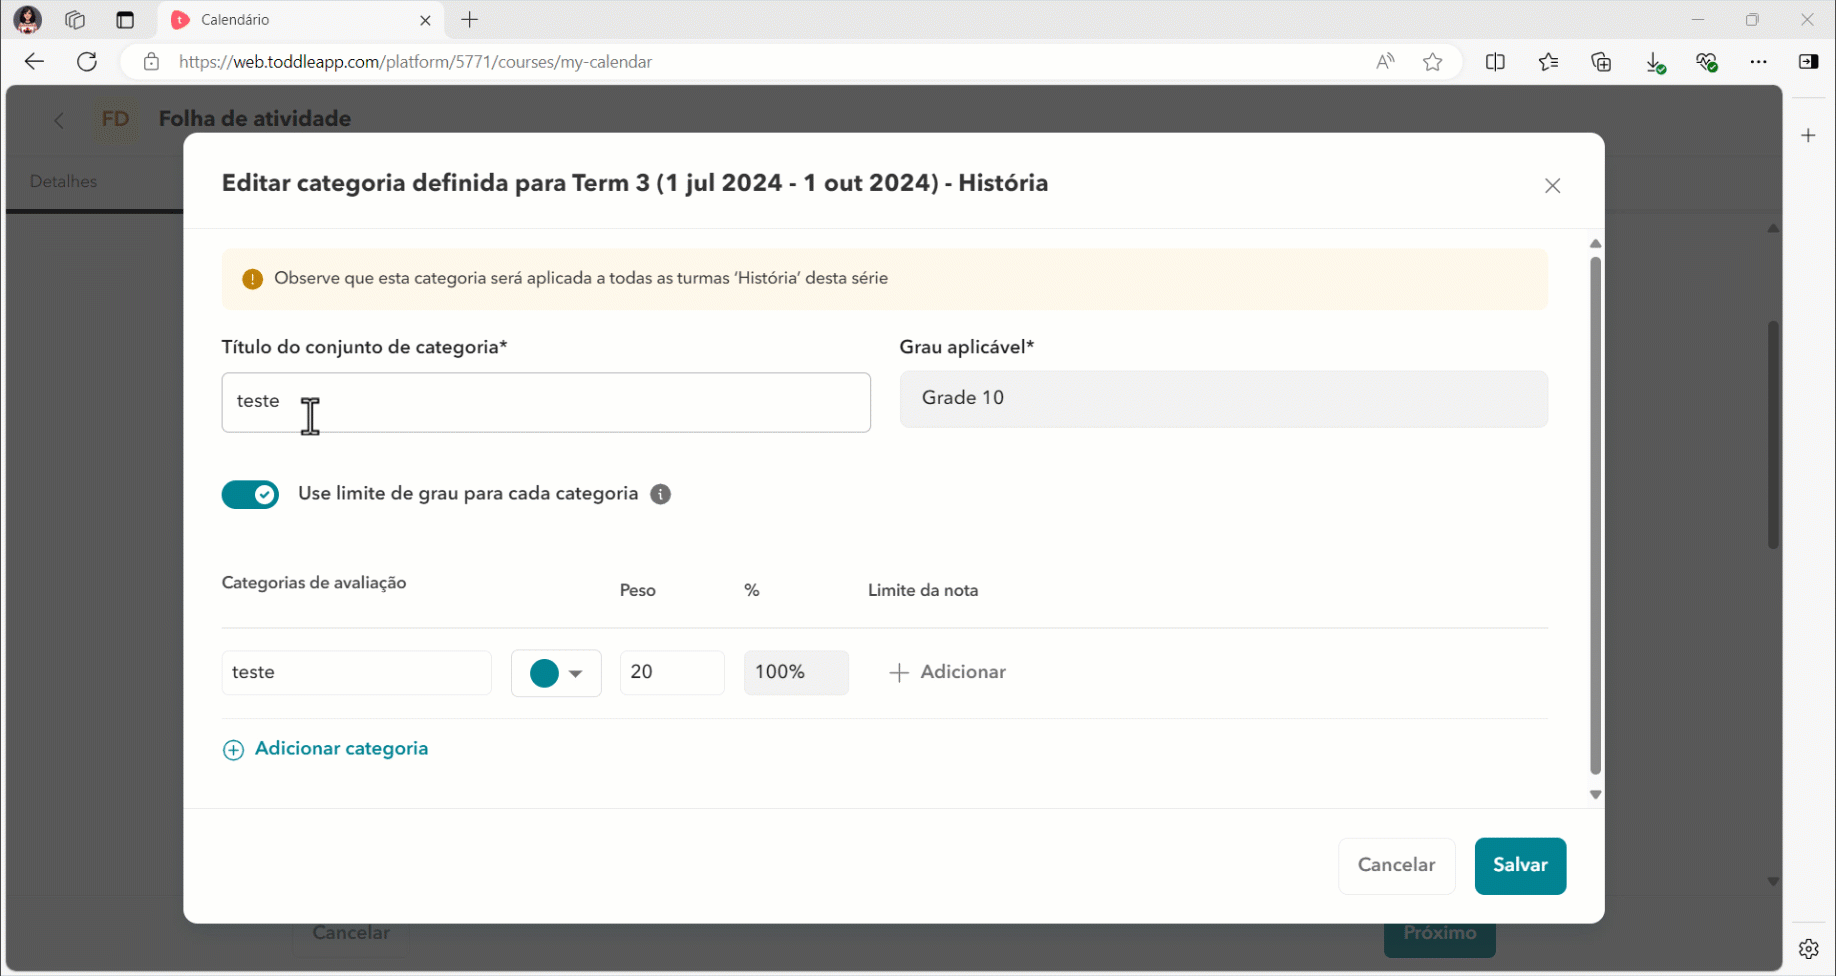 Calendário
https://web.toddleapp.com/platform/5771/courses/my-calendar
FD Folha de atividade
Detalhes
Editar categoria definida para Term 3 (1 jul 2024 - 1 out 2024) - História
Observe que esta categoria será aplicada a todas as turmas ‘História’ desta série
Título do conjunto de categoria* Grau aplicável*
teste Grade 10
Use limite de grau para cada categoria
Categorias de avaliação Peso % Limite da nota
teste 20 100% Adicionar
Adicionar categoria
Cancelar Salvar
Cancelar Próximo